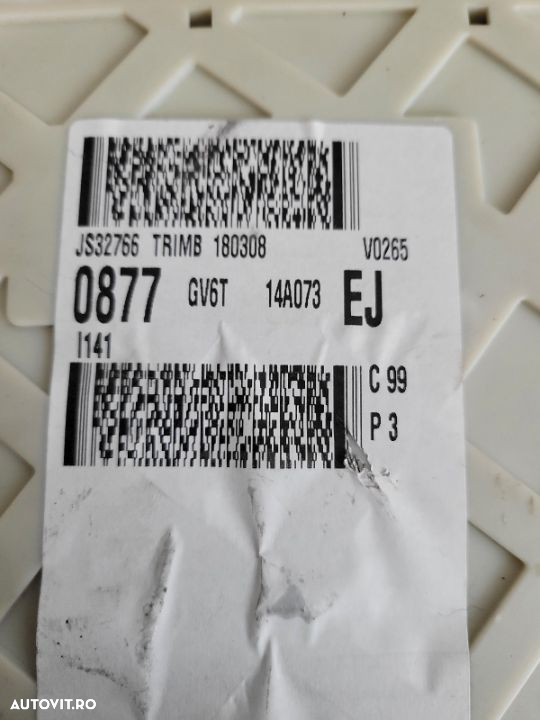 JS32766 TRIMB 180308 V0265
0877 GV6T 14A073 EJ
I141
C 99
P 3
AUTOVIT.RO